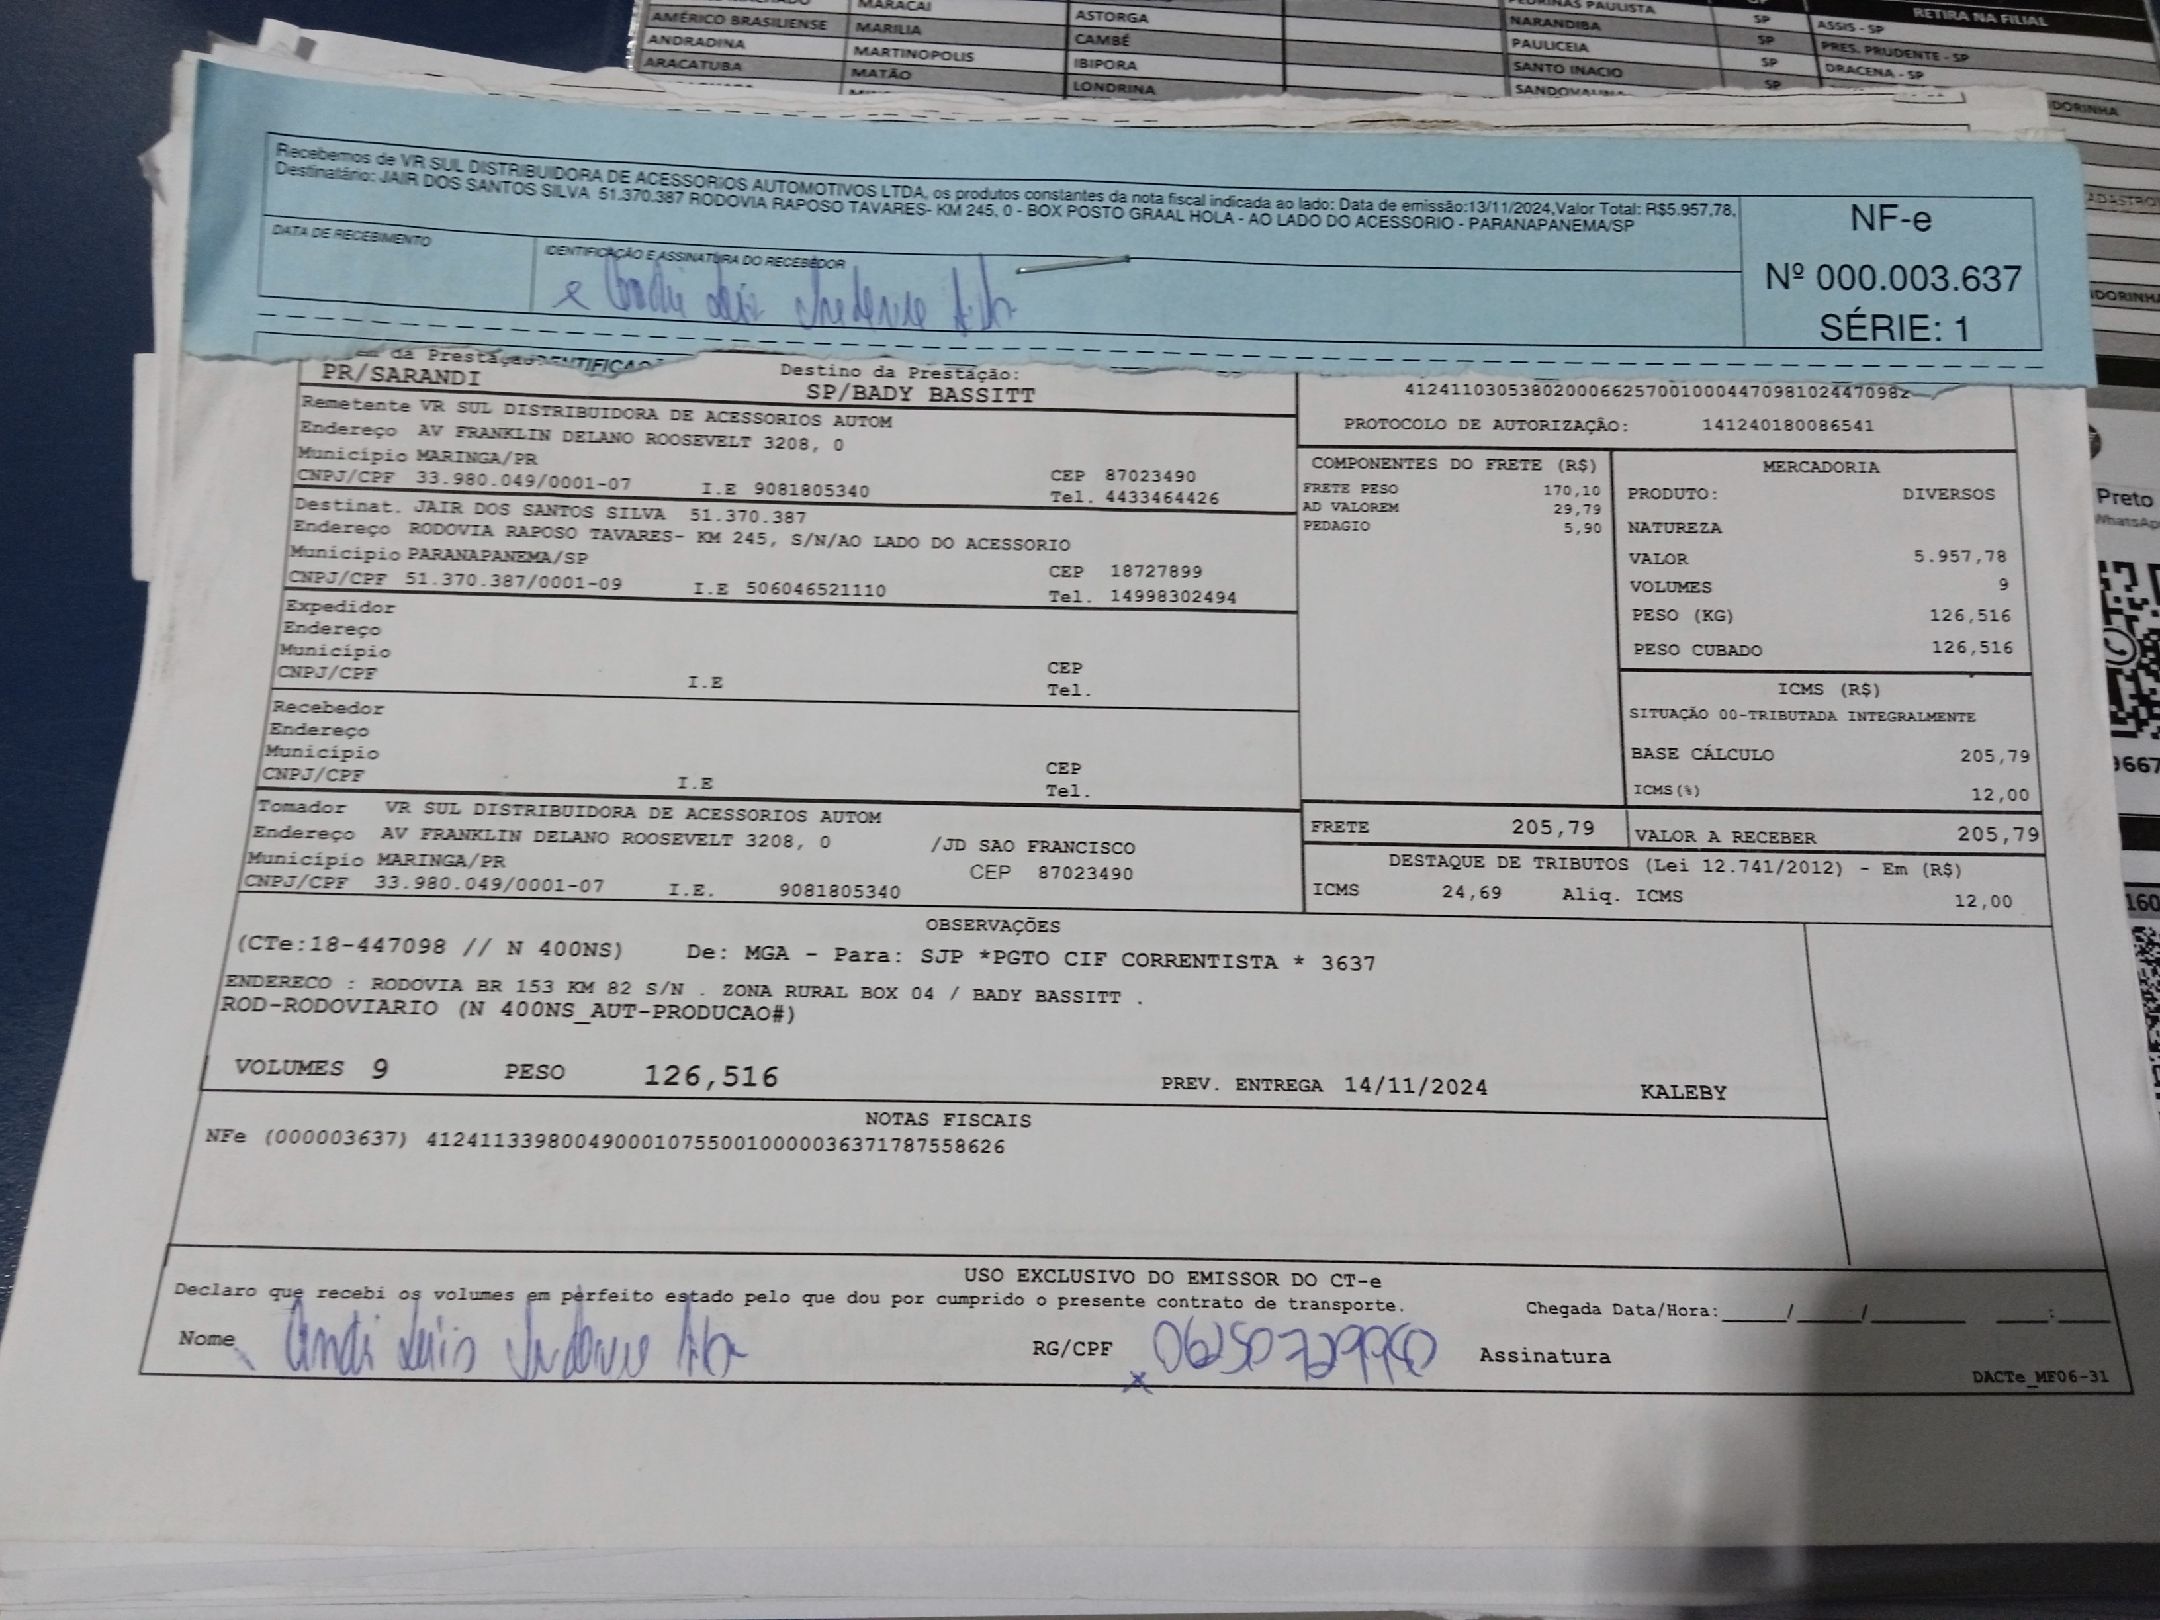 MARACAI
ASTORGA
PEDRINAS PAULISTA
SP
RETIRA NA FILIAL
AMÉRICO BRASILIENSE MARILIA CAMBÉ NARANDIBA SP ASSIS - SP
ANDRADINA MARTINOPOLIS IBIPORA PAULICEIA SP PRES. PRUDENTE - SP
ARACATUBA MATÃO LONDRINA SANTO INACIO SP DRACENA - SP
Recebemos de VR SUL DISTRIBUIDORA DE ACESSORIOS AUTOMOTIVOS LTDA, os produtos constantes da nota fiscal indicada ao lado: Data de emissão:13/11/2024,Valor Total: R$5.957,78,
Destinatário: JAIR DOS SANTOS SILVA 51.370.387 RODOVIA RAPOSO TAVARES- KM 245, 0 - BOX POSTO GRAAL HOLA - AO LADO DO ACESSORIO - PARANAPANEMA/SP
DATA DE RECEBIMENTO
IDENTIFICAÇÃO E ASSINATURA DO RECEBEDOR
NF-e
Nº 000.003.637
SÉRIE: 1
da Prestação
Destino da Prestação:
PR/SARANDI
SP/BADY BASSITT
Remetente VR SUL DISTRIBUIDORA DE ACESSORIOS AUTOM
Endereço AV FRANKLIN DELANO ROOSEVELT 3208, 0
Município MARINGA/PR
CEP 87023490
CNPJ/CPF 33.980.049/0001-07 I.E 9081805340 Tel. 4433464426
Destinat. JAIR DOS SANTOS SILVA 51.370.387
Endereço RODOVIA RAPOSO TAVARES- KM 245, S/N/AO LADO DO ACESSORIO
Município PARANAPANEMA/SP
CEP 18727899
CNPJ/CPF 51.370.387/0001-09 I.E 506046521110 Tel. 14998302494
Expedidor
Endereço
Município
CEP
CNPJ/CPF I.E Tel.
Recebedor
Endereço
Município
CEP
CNPJ/CPF I.E Tel.
Tomador VR SUL DISTRIBUIDORA DE ACESSORIOS AUTOM
Endereço AV FRANKLIN DELANO ROOSEVELT 3208, 0 /JD SAO FRANCISCO
Município MARINGA/PR
CEP 87023490
CNPJ/CPF 33.980.049/0001-07 I.E. 9081805340
PROTOCOLO DE AUTORIZAÇÃO: 141240180086541
COMPONENTES DO FRETE (R$)
FRETE PESO 170,10
AD VALOREM 29,79
PEDAGIO 5,90
MERCADORIA
PRODUTO: DIVERSOS
NATUREZA
VALOR 5.957,78
VOLUMES 9
PESO (KG) 126,516
PESO CUBADO 126,516
ICMS (R$)
SITUAÇÃO 00-TRIBUTADA INTEGRALMENTE
BASE CÁLCULO 205,79
ICMS(%) 12,00
FRETE 205,79 VALOR A RECEBER 205,79
DESTAQUE DE TRIBUTOS (Lei 12.741/2012) - Em (R$)
ICMS 24,69 Aliq. ICMS 12,00
OBSERVAÇÕES
(CTe:18-447098 // N 400NS) De: MGA - Para: SJP *PGTO CIF CORRENTISTA * 3637
ENDERECO : RODOVIA BR 153 KM 82 S/N . ZONA RURAL BOX 04 / BADY BASSITT .
ROD-RODOVIARIO (N 400NS_AUT-PRODUCAO#)
VOLUMES 9 PESO 126,516 PREV. ENTREGA 14/11/2024 KALEBY
NOTAS FISCAIS
NFe (000003637) 41241133980049000107550010000036371787558626
USO EXCLUSIVO DO EMISSOR DO CT-e
Declaro que recebi os volumes em perfeito estado pelo que dou por cumprido o presente contrato de transporte.
Chegada Data/Hora:____/____/______ ____:____
Nome
RG/CPF
Assinatura
DACTe_MF06-31
Preto